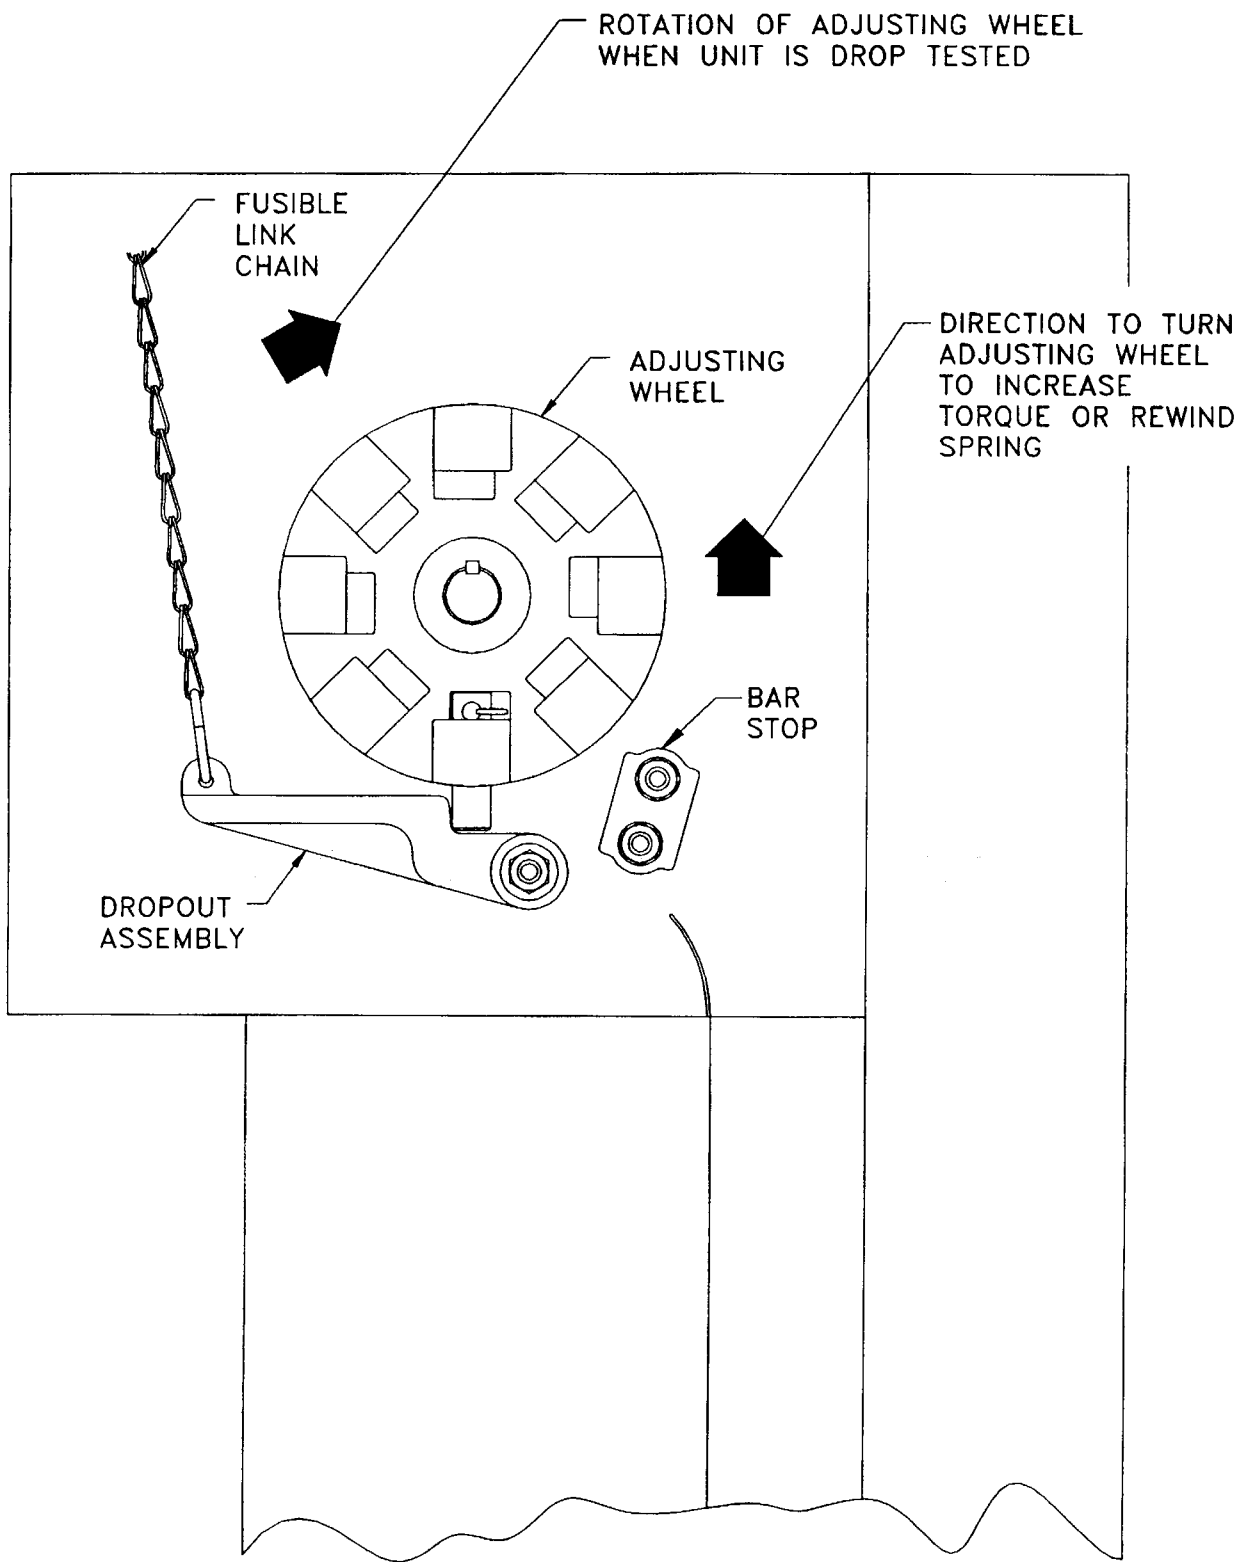 ROTATION OF ADJUSTING WHEEL
WHEN UNIT IS DROP TESTED
FUSIBLE
LINK
CHAIN
ADJUSTING
WHEEL
DIRECTION TO TURN
ADJUSTING WHEEL
TO INCREASE
TORQUE OR REWIND
SPRING
BAR
STOP
DROPOUT
ASSEMBLY